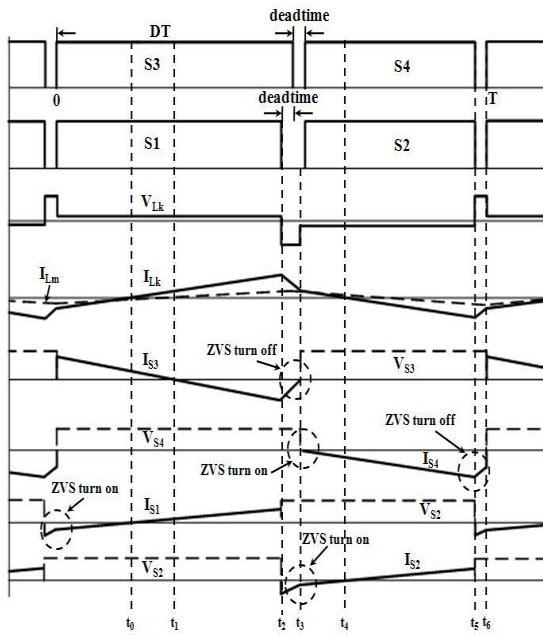 deadtime
DT
S3
S4
0
deadtime
T
S1
S2
VLk
ILm
ILk
IS3
ZVS turn off
VS3
VS4
ZVS turn off
ZVS turn on
IS4
ZVS turn on
IS1
VS2
ZVS turn on
VS2
IS2
t0 t1 t2 t3 t4 t5 t6